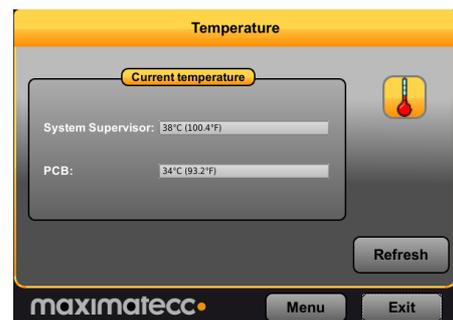 Temperature
Current temperature
System Supervisor: 38°C (100.4°F)
PCB: 34°C (93.2°F)
Refresh
maximatecc
Menu
Exit